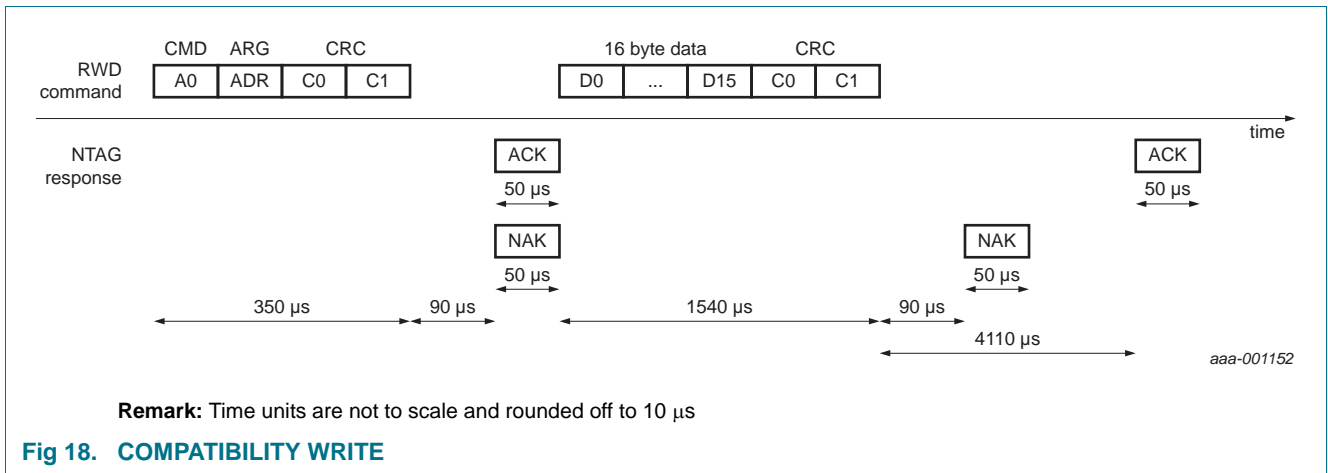 CMD ARG CRC 16 byte data CRC
RWD
command
A0 ADR C0 C1 D0 ... D15 C0 C1
time
NTAG
response
ACK ACK
50 µs 50 µs
NAK NAK
50 µs 50 µs
350 µs 90 µs 1540 µs 90 µs
4110 µs
aaa-001152
Remark: Time units are not to scale and rounded off to 10 µs
Fig 18. COMPATIBILITY WRITE